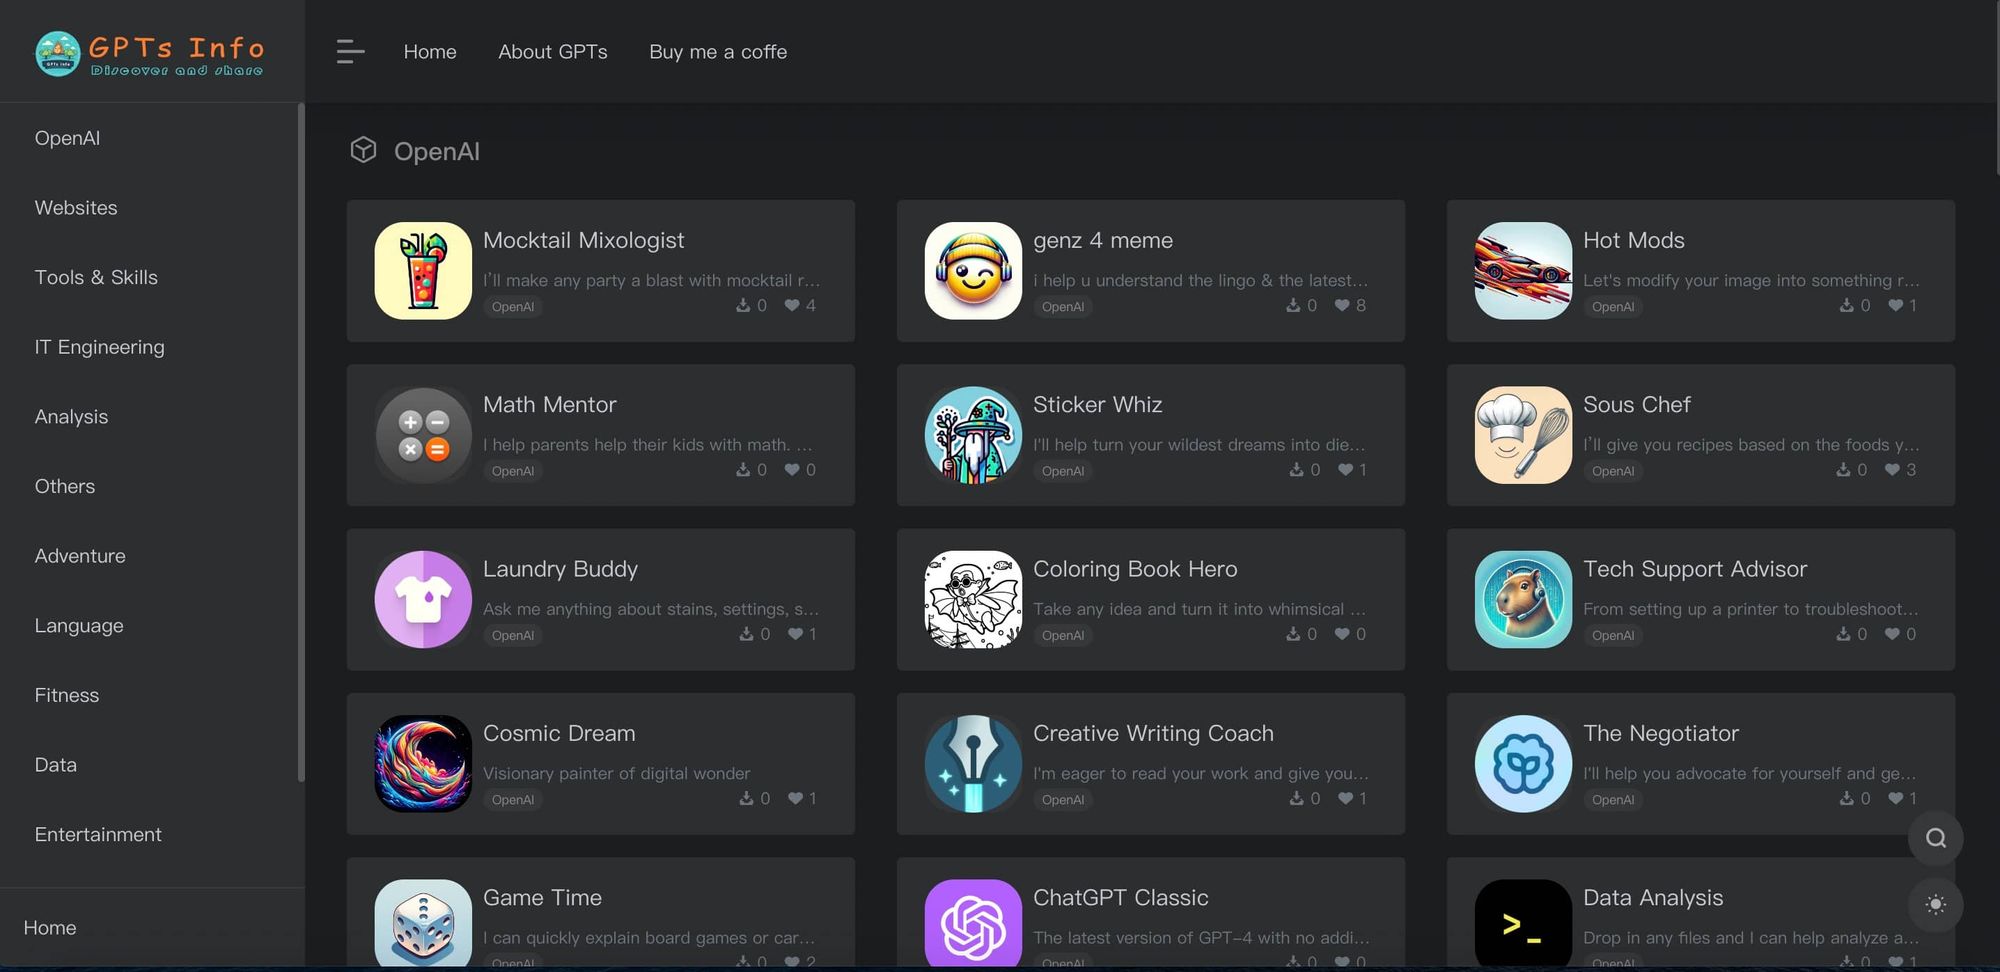 GPTs Info
Discover and share
Home
About GPTs
Buy me a coffe
OpenAI
Websites
Tools & Skills
IT Engineering
Analysis
Others
Adventure
Language
Fitness
Data
Entertainment
Home
OpenAI
Mocktail Mixologist
I'll make any party a blast with mocktail r...
OpenAI 0 4
genz 4 meme
i help u understand the lingo & the latest...
OpenAI 0 8
Hot Mods
Let's modify your image into something r...
OpenAI 0 1
Math Mentor
I help parents help their kids with math. ...
OpenAI 0 0
Sticker Whiz
I'll help turn your wildest dreams into die...
OpenAI 0 1
Sous Chef
I'll give you recipes based on the foods y...
OpenAI 0 3
Laundry Buddy
Ask me anything about stains, settings, s...
OpenAI 0 1
Coloring Book Hero
Take any idea and turn it into whimsical ...
OpenAI 0 0
Tech Support Advisor
From setting up a printer to troubleshoot...
OpenAI 0 0
Cosmic Dream
Visionary painter of digital wonder
OpenAI 0 1
Creative Writing Coach
I'm eager to read your work and give you...
OpenAI 0 1
The Negotiator
I'll help you advocate for yourself and ge...
OpenAI 0 1
Game Time
I can quickly explain board games or car...
OpenAI 0 2
ChatGPT Classic
The latest version of GPT-4 with no addi...
OpenAI 0 0
Data Analysis
Drop in any files and I can help analyze a...
OpenAI 0 1